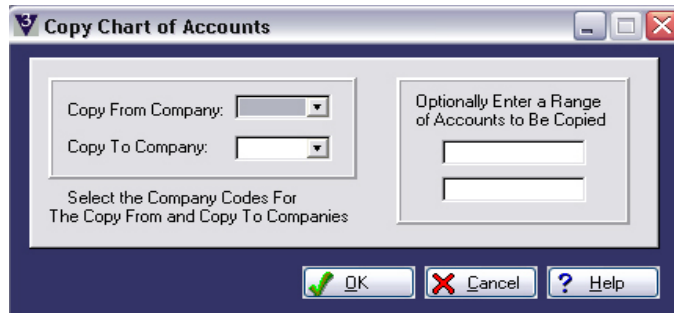 V3 Copy Chart of Accounts
Copy From Company:
Copy To Company:
Select the Company Codes For
The Copy From and Copy To Companies
Optionally Enter a Range
of Accounts to Be Copied
OK
Cancel
? Help